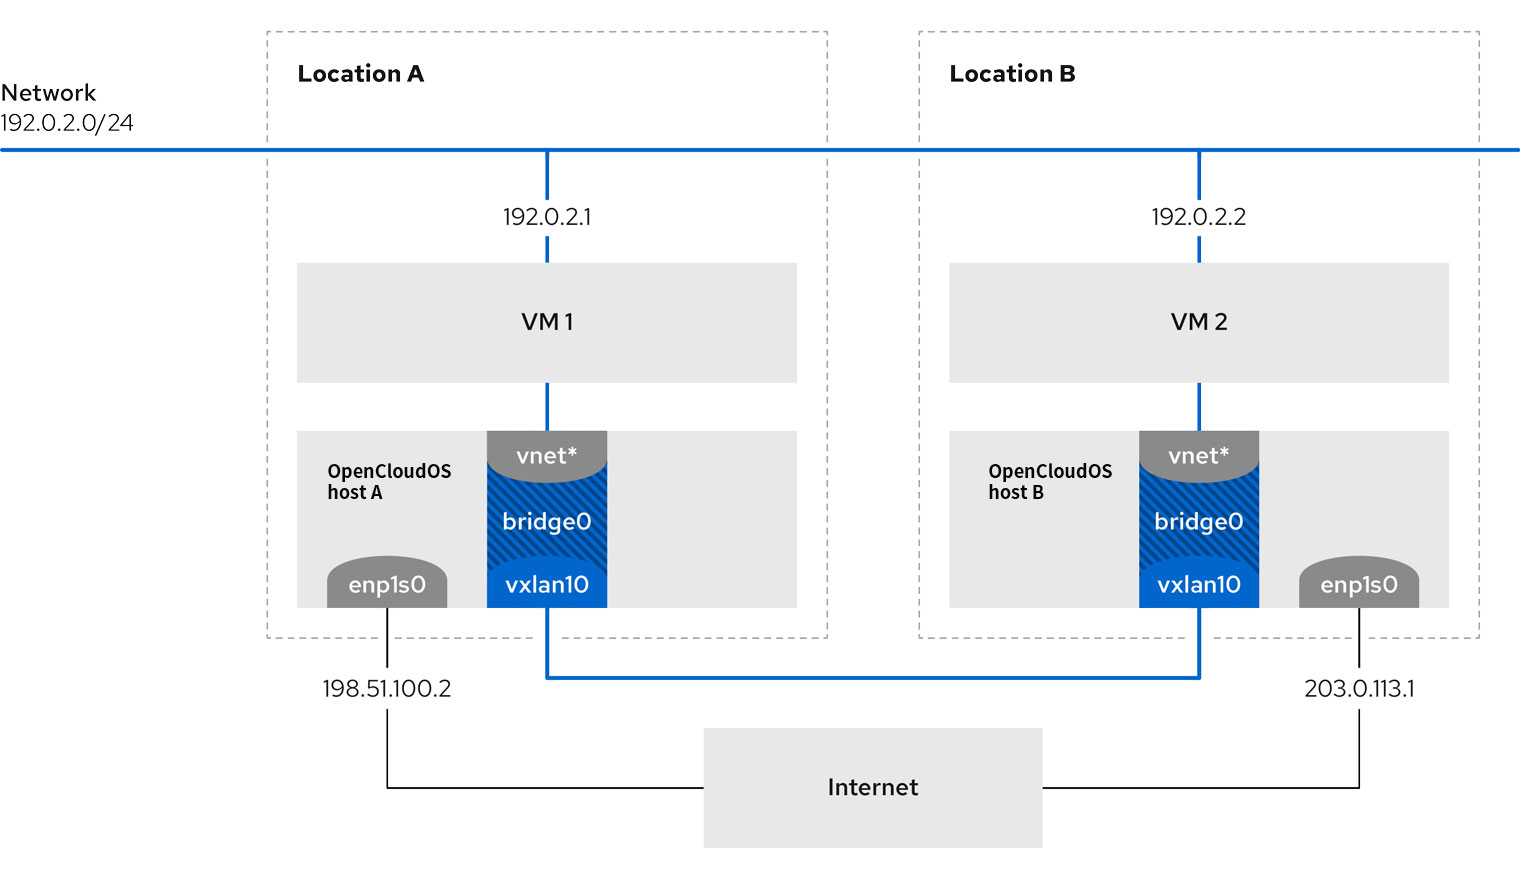 Location A
Location B
Network
192.0.2.0/24
192.0.2.1
192.0.2.2
VM 1
VM 2
OpenCloudOS
host A
vnet*
bridge0
enp1s0
vxlan10
OpenCloudOS
host B
vnet*
bridge0
vxlan10
enp1s0
198.51.100.2
203.0.113.1
Internet